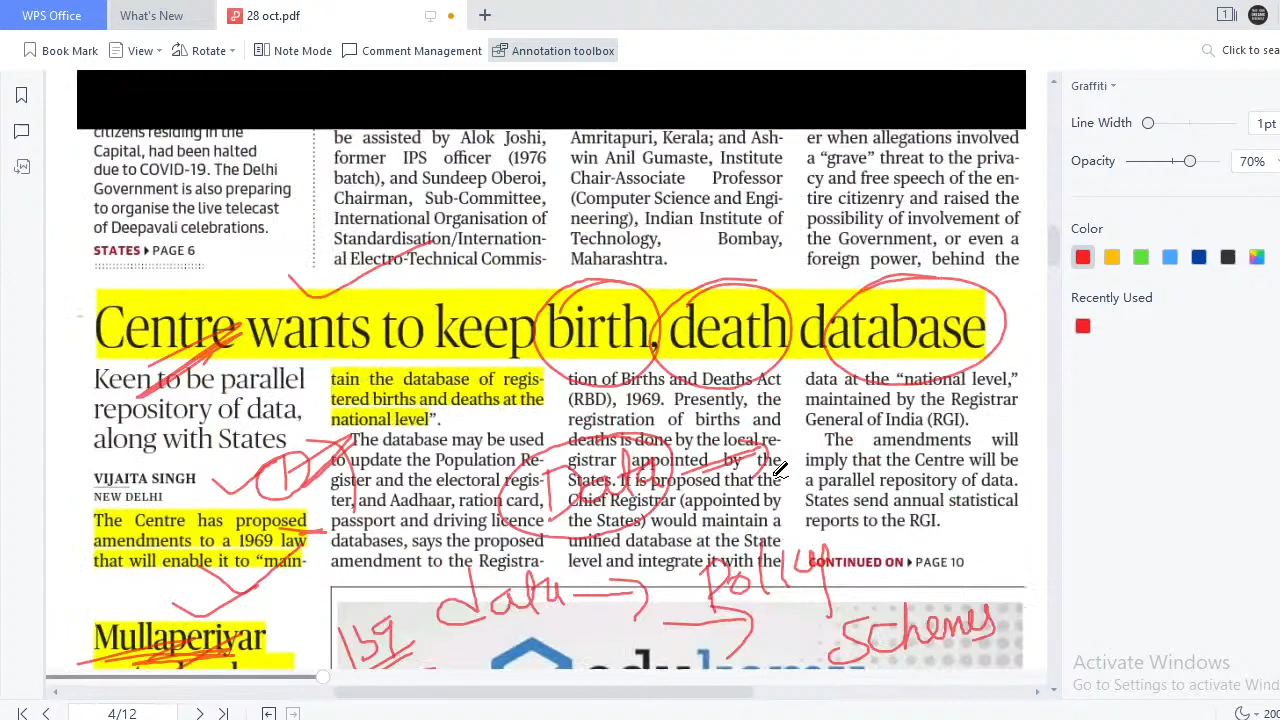 WPS Office What's New 28 oct.pdf 1
Book Mark View Rotate Note Mode Comment Management Annotation toolbox Click to sea
citizens residing in the
Capital, had been halted
due to COVID-19. The Delhi
Government is also preparing
to organise the live telecast
of Deepavali celebrations.
STATES PAGE 6
be assisted by Alok Joshi,
former IPS officer (1976
batch), and Sundeep Oberoi,
Chairman, Sub-Committee,
International Organisation of
Standardisation/Internation-
al Electro-Technical Commis-
Amritapuri, Kerala; and Ash-
win Anil Gumaste, Institute
Chair-Associate Professor
(Computer Science and Engi-
neering), Indian Institute of
Technology, Bombay,
Maharashtra.
er when allegations involved
a “grave” threat to the priva-
cy and free speech of the en-
tire citizenry and raised the
possibility of involvement of
the Government, or even a
foreign power, behind the
Centre wants to keep birth, death database
Keen to be parallel
repository of data,
along with States
VIJAITA SINGH
NEW DELHI
The Centre has proposed
amendments to a 1969 law
that will enable it to “main-
tain the database of regis-
tered births and deaths at the
national level”.
The database may be used
to update the Population Re-
gister and the electoral regis-
ter, and Aadhaar, ration card,
passport and driving licence
databases, says the proposed
amendment to the Registra-
tion of Births and Deaths Act
(RBD), 1969. Presently, the
registration of births and
deaths is done by the local re-
gistrar appointed by the
States. It is proposed that the
Chief Registrar (appointed by
the States) would maintain a
unified database at the State
level and integrate it with the
data at the “national level,”
maintained by the Registrar
General of India (RGI).
The amendments will
imply that the Centre will be
a parallel repository of data.
States send annual statistical
reports to the RGI.
CONTINUED ON PAGE 10
Data
data → Policy
Schemes
Mullaperiyar
Graffiti
Line Width 1pt
Opacity 70%
Color
Recently Used
Activate Windows
Go to Settings to activate Wind
4/12 200